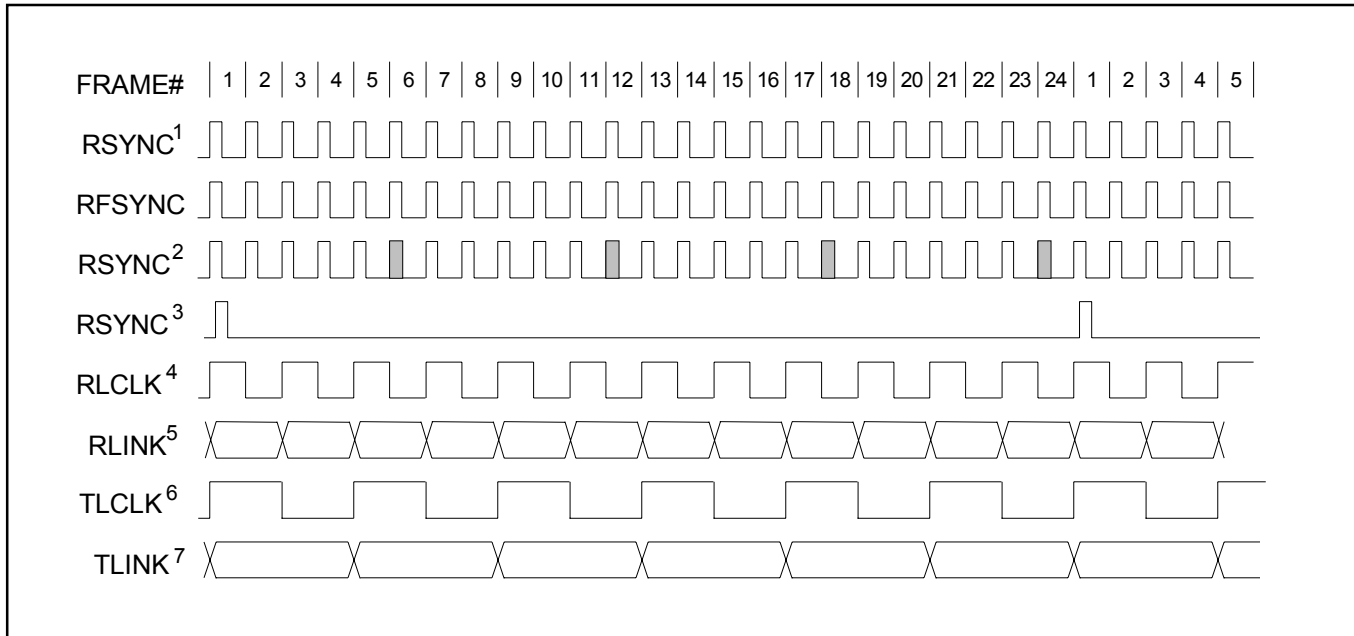 FRAME# 1 2 3 4 5 6 7 8 9 10 11 12 13 14 15 16 17 18 19 20 21 22 23 24 1 2 3 4 5
RSYNC¹
RFSYNC
RSYNC²
RSYNC³
RLCLK⁴
RLINK⁵
TLCLK⁶
TLINK⁷